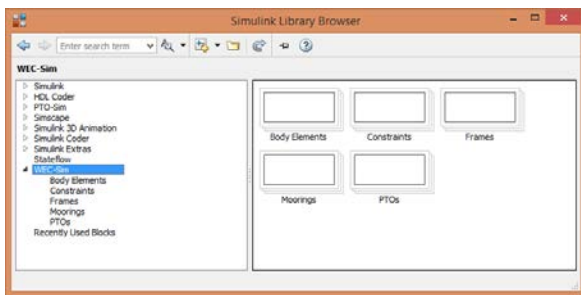 Simulink Library Browser
Enter search term
WEC-Sim
Simulink
HDL Coder
PTO-Sim
Simscape
Simulink 3D Animation
Simulink Coder
Simulink Extras
Stateflow
WEC-Sim
Body Elements
Constraints
Frames
Moorings
PTOs
Recently Used Blocks
Body Elements Constraints Frames
Moorings PTOs